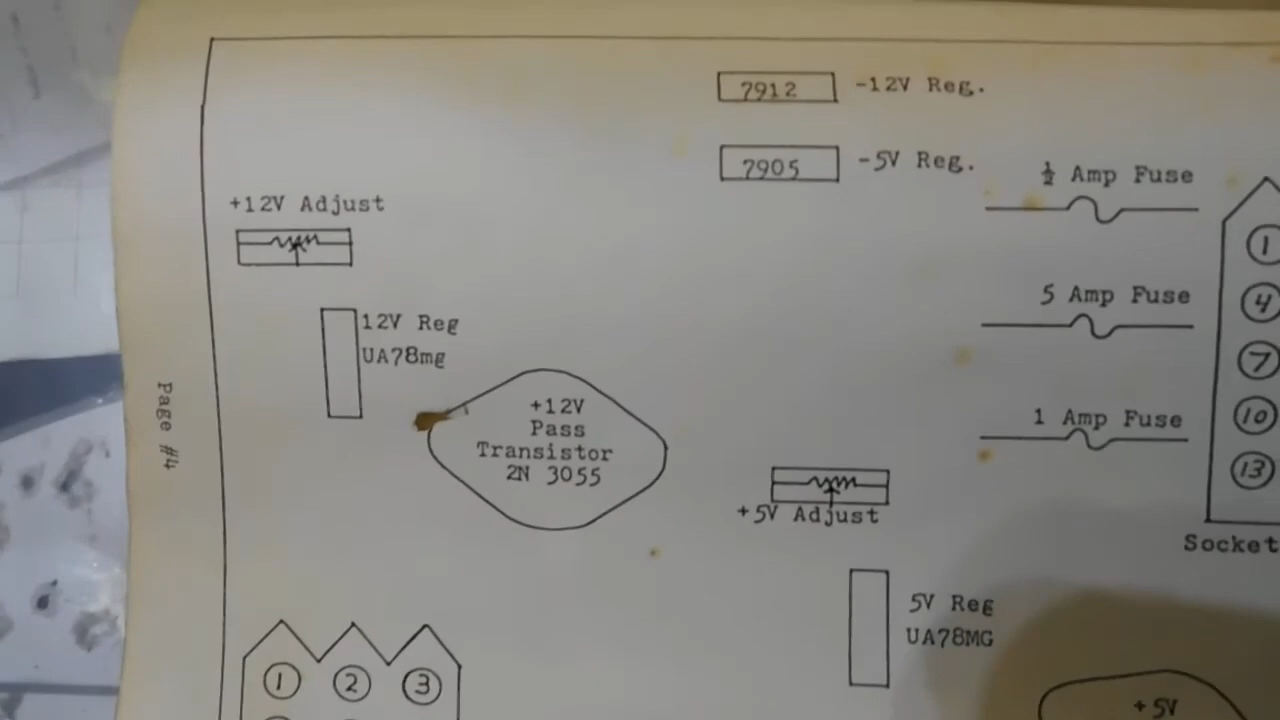 7912 -12V Reg.
7905 -5V Reg.
½ Amp Fuse
+12V Adjust
5 Amp Fuse
12V Reg
UA78mg
1 Amp Fuse
+12V
Pass
Transistor
2N 3055
+5V Adjust
5V Reg
UA78MG
+5V
1
4
7
10
13
Socket
1 2 3
Page #4